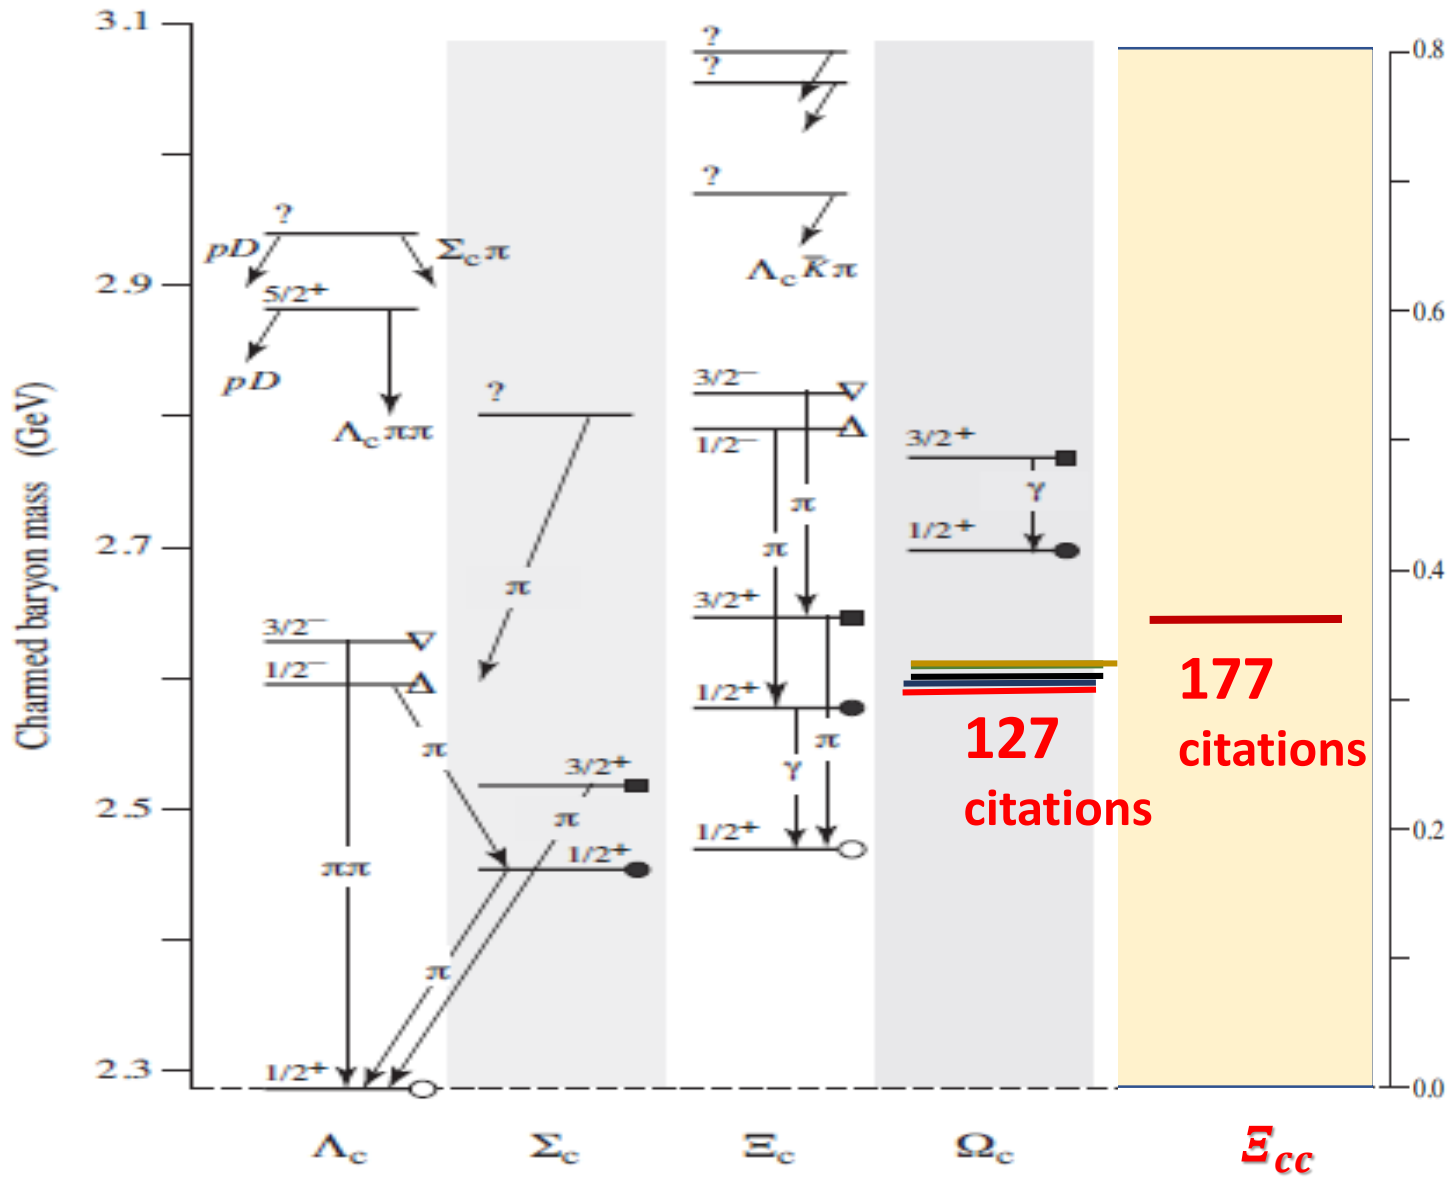 3.1
2.9
2.7
2.5
2.3
Charmed baryon mass (GeV)
?
pD
Σcπ
5/2+
pD
Λcππ
3/2−
1/2−
π
ππ
π
1/2+
Λc
?
π
3/2+
π
1/2+
Σc
?
?
?
ΛcK̄π
3/2−
1/2−
π
π
3/2+
1/2+
π
γ
1/2+
Ξc
3/2+
γ
1/2+
127
citations
Ωc
177
citations
Ξcc
0.8
0.6
0.4
0.2
0.0